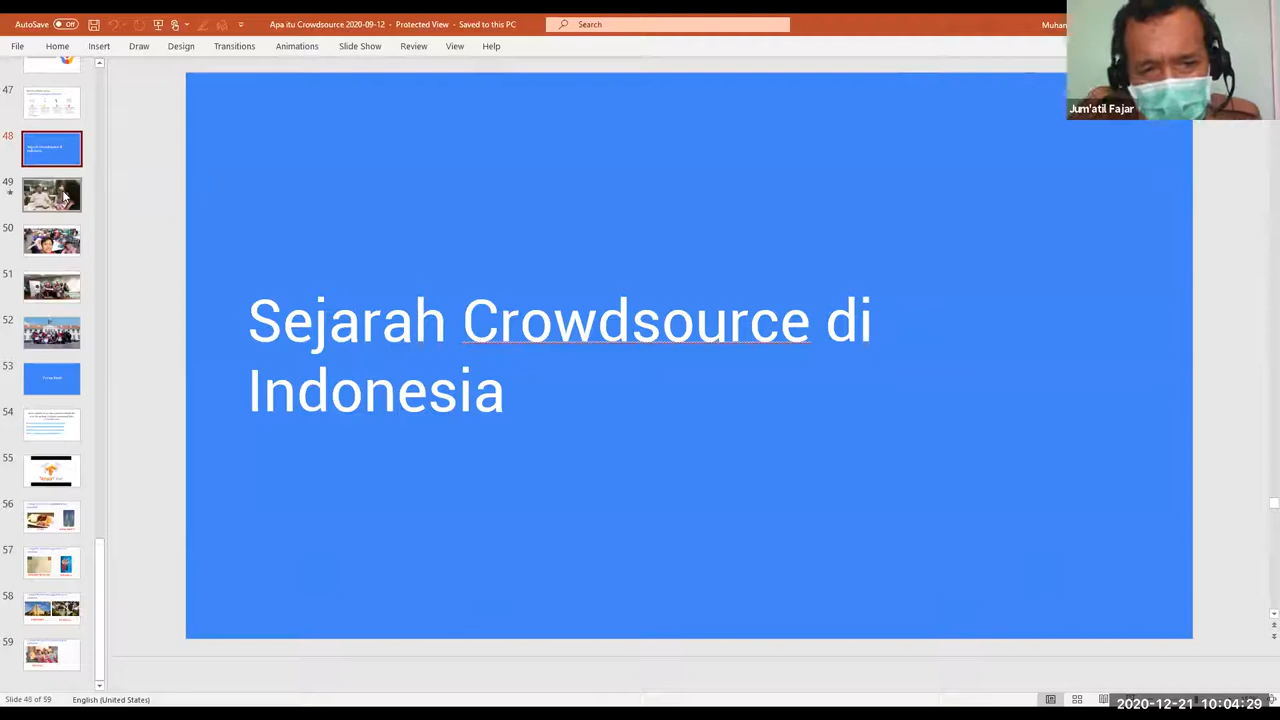 AutoSave
Off
Apa itu Crowdsource 2020-09-12 - Protected View - Saved to this PC
Search
Muhan
File
Home
Insert
Draw
Design
Transitions
Animations
Slide Show
Review
View
Help
Jum'atil Fajar
47
48
49
50
51
52
53
54
55
56
57
58
59
Sejarah Crowdsource di
Indonesia
Slide 48 of 59
English (United States)
2020-12-21 10:04:29